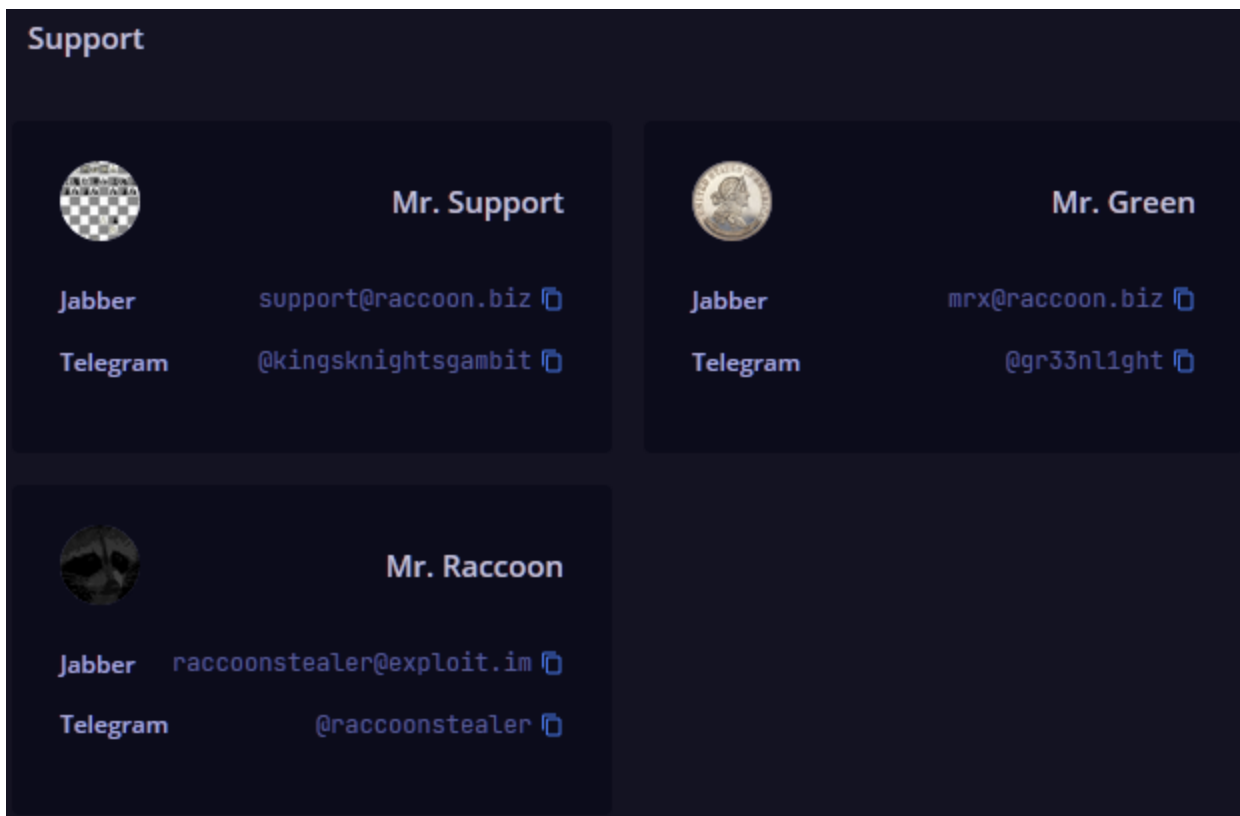 Support
Mr. Support
Jabber support@raccoon.biz
Telegram @kingsknightsgambit
Mr. Green
Jabber mrx@raccoon.biz
Telegram @gr33nl1ght
Mr. Raccoon
Jabber raccoonstealer@exploit.im
Telegram @raccoonstealer